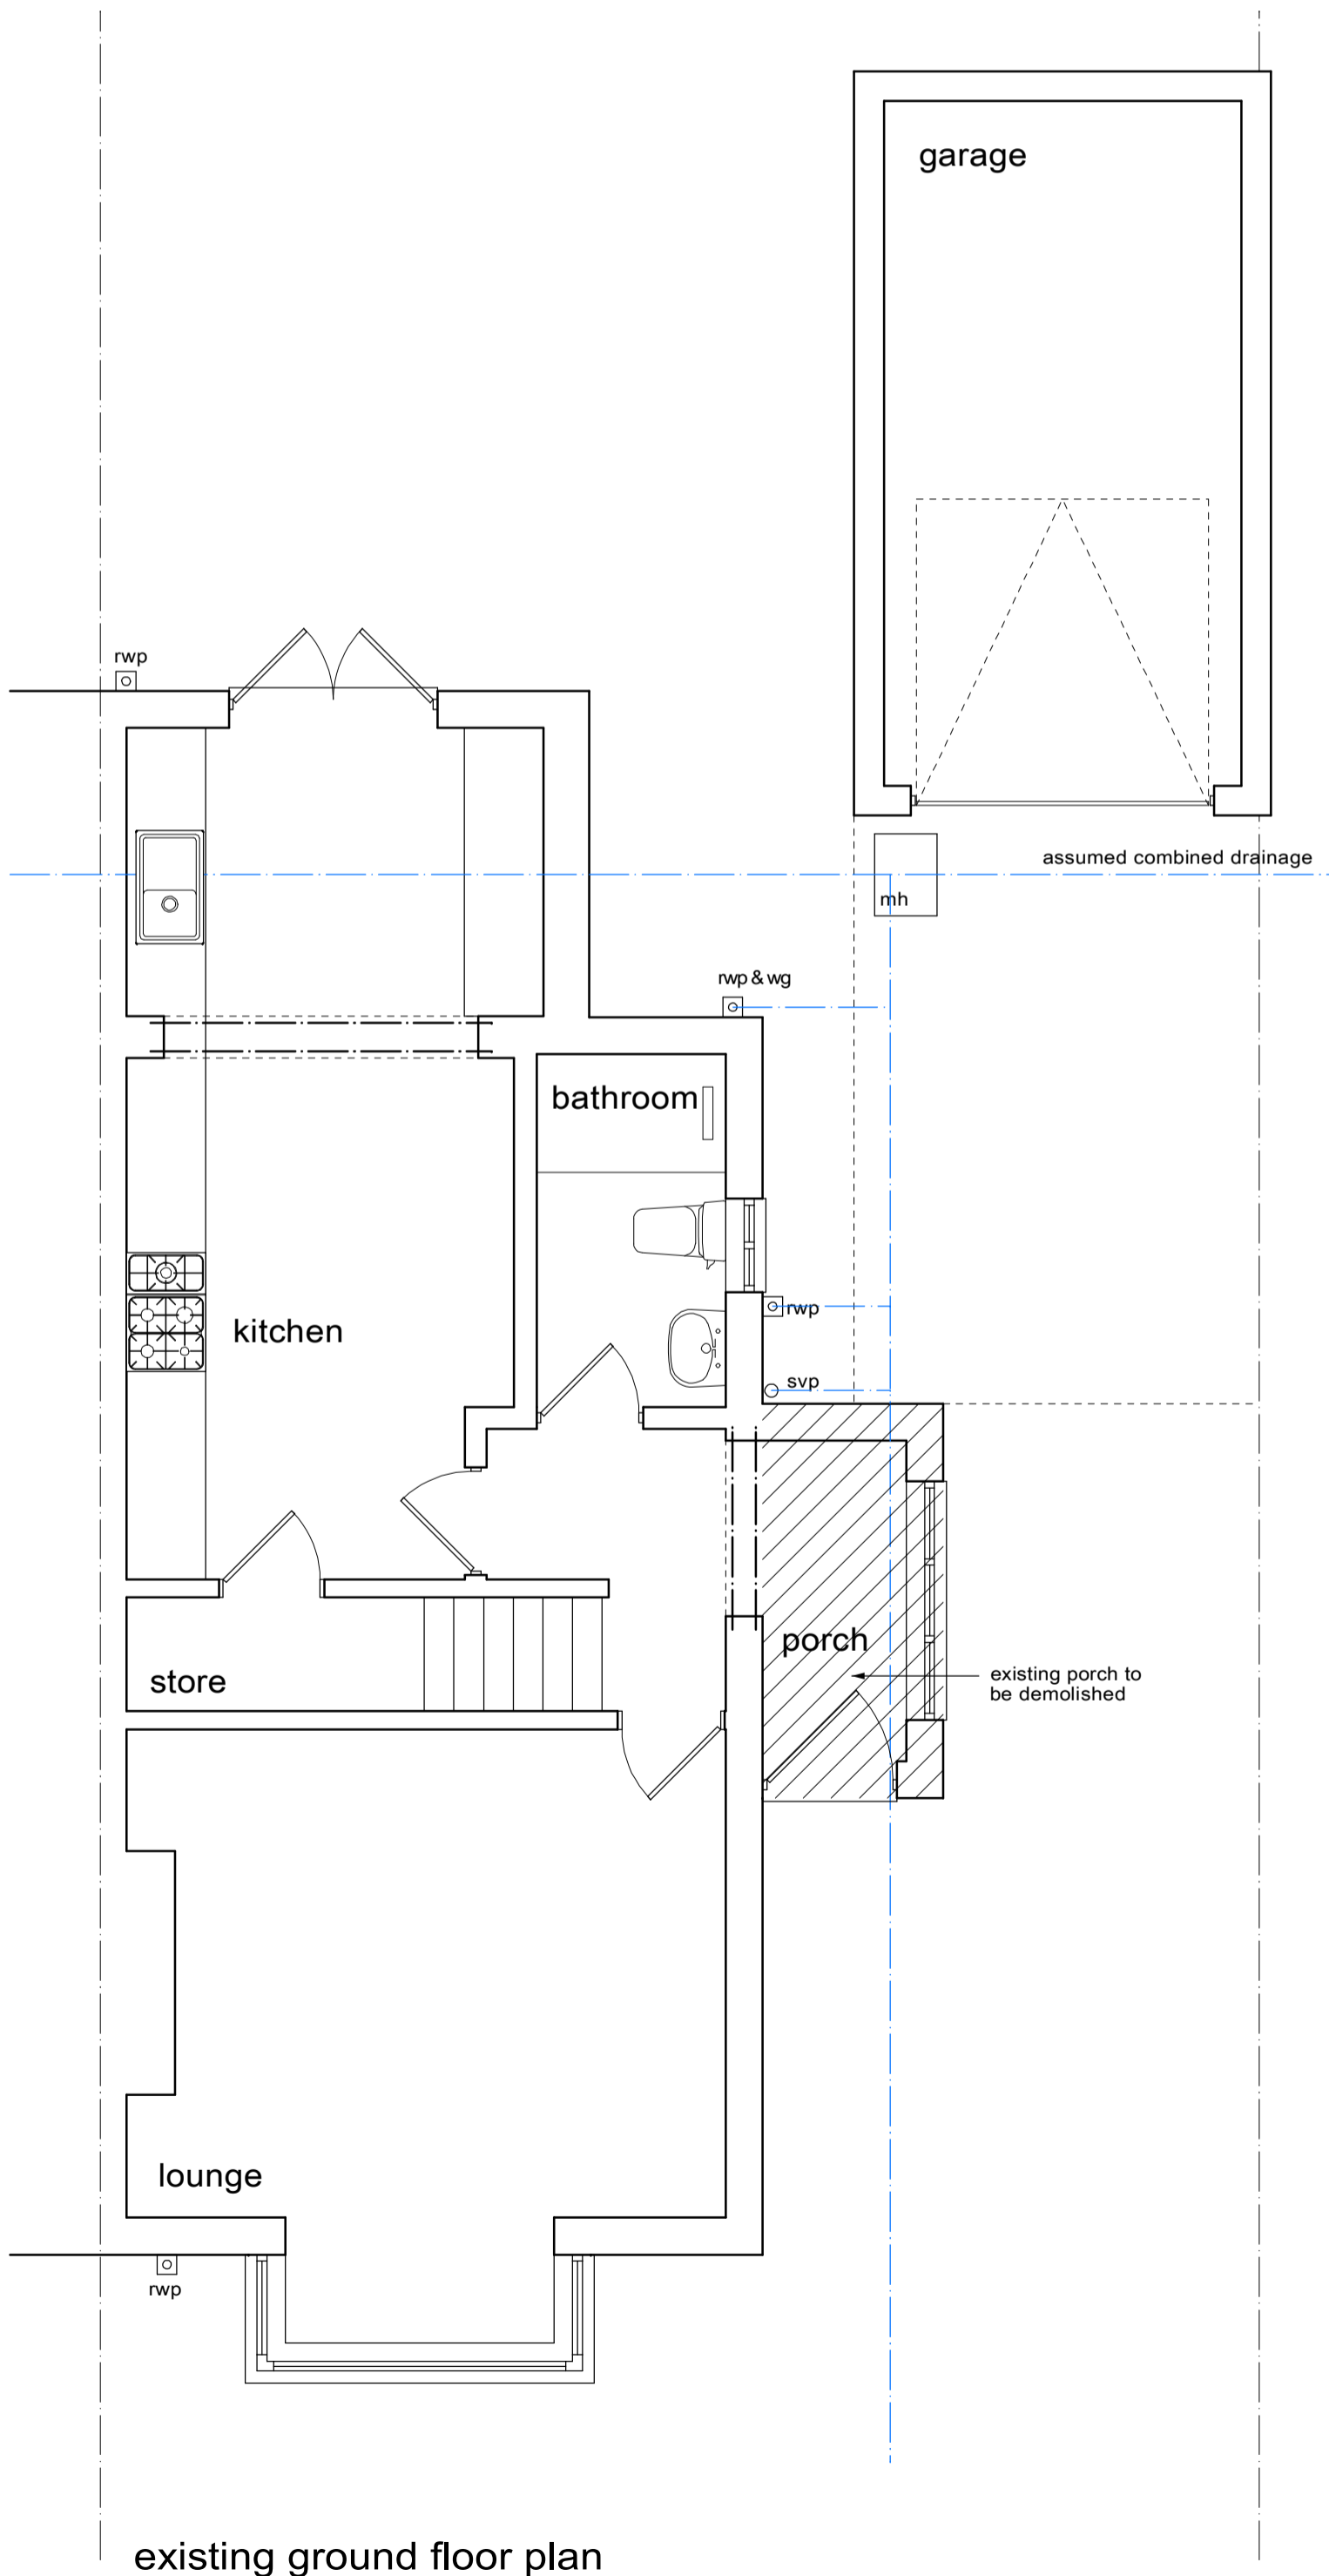 garage
rwp
assumed combined drainage
mh
rwp & wg
bathroom
rwp
kitchen
svp
porch
existing porch to
be demolished
store
lounge
rwp
existing ground floor plan